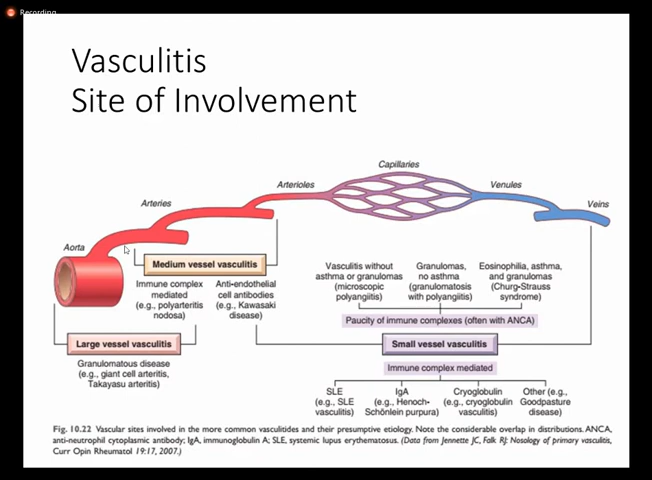 Recording
Vasculitis
Site of Involvement
Capillaries
Arterioles
Venules
Arteries
Veins
Aorta
Medium vessel vasculitis
Immune complex
mediated
(e.g., polyarteritis
nodosa)
Anti-endothelial
cell antibodies
(e.g., Kawasaki
disease)
Vasculitis without
asthma or granulomas
(microscopic
polyangiitis)
Granulomas,
no asthma
(granulomatosis
with polyangiitis)
Eosinophilia, asthma,
and granulomas
(Churg-Strauss
syndrome)
Paucity of immune complexes (often with ANCA)
Large vessel vasculitis
Small vessel vasculitis
Granulomatous disease
(e.g., giant cell arteritis,
Takayasu arteritis)
Immune complex mediated
SLE
(e.g., SLE
vasculitis)
IgA
(e.g., Henoch-
Schönlein purpura)
Cryoglobulin
(e.g., cryoglobulin
vasculitis)
Other (e.g.,
Goodpasture
disease)
Fig. 10.22 Vascular sites involved in the more common vasculitides and their presumptive etiology. Note the considerable overlap in distributions. ANCA,
anti-neutrophil cytoplasmic antibody; IgA, immunoglobulin A; SLE, systemic lupus erythematosus. (Data from Jennette JC, Falk RJ: Nosology of primary vasculitis,
Curr Opin Rheumatol 19:17, 2007.)